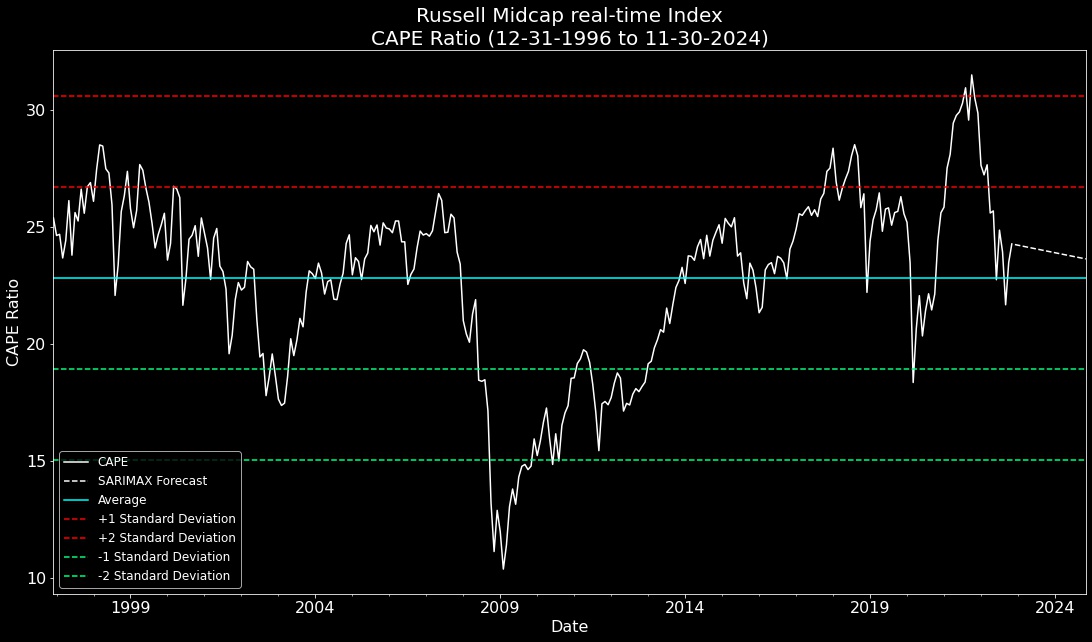 Russell Midcap real-time Index
CAPE Ratio (12-31-1996 to 11-30-2024)
30
25
20
15
10
CAPE Ratio
CAPE
SARIMAX Forecast
Average
+1 Standard Deviation
+2 Standard Deviation
-1 Standard Deviation
-2 Standard Deviation
1999
2004
2009
2014
2019
2024
Date